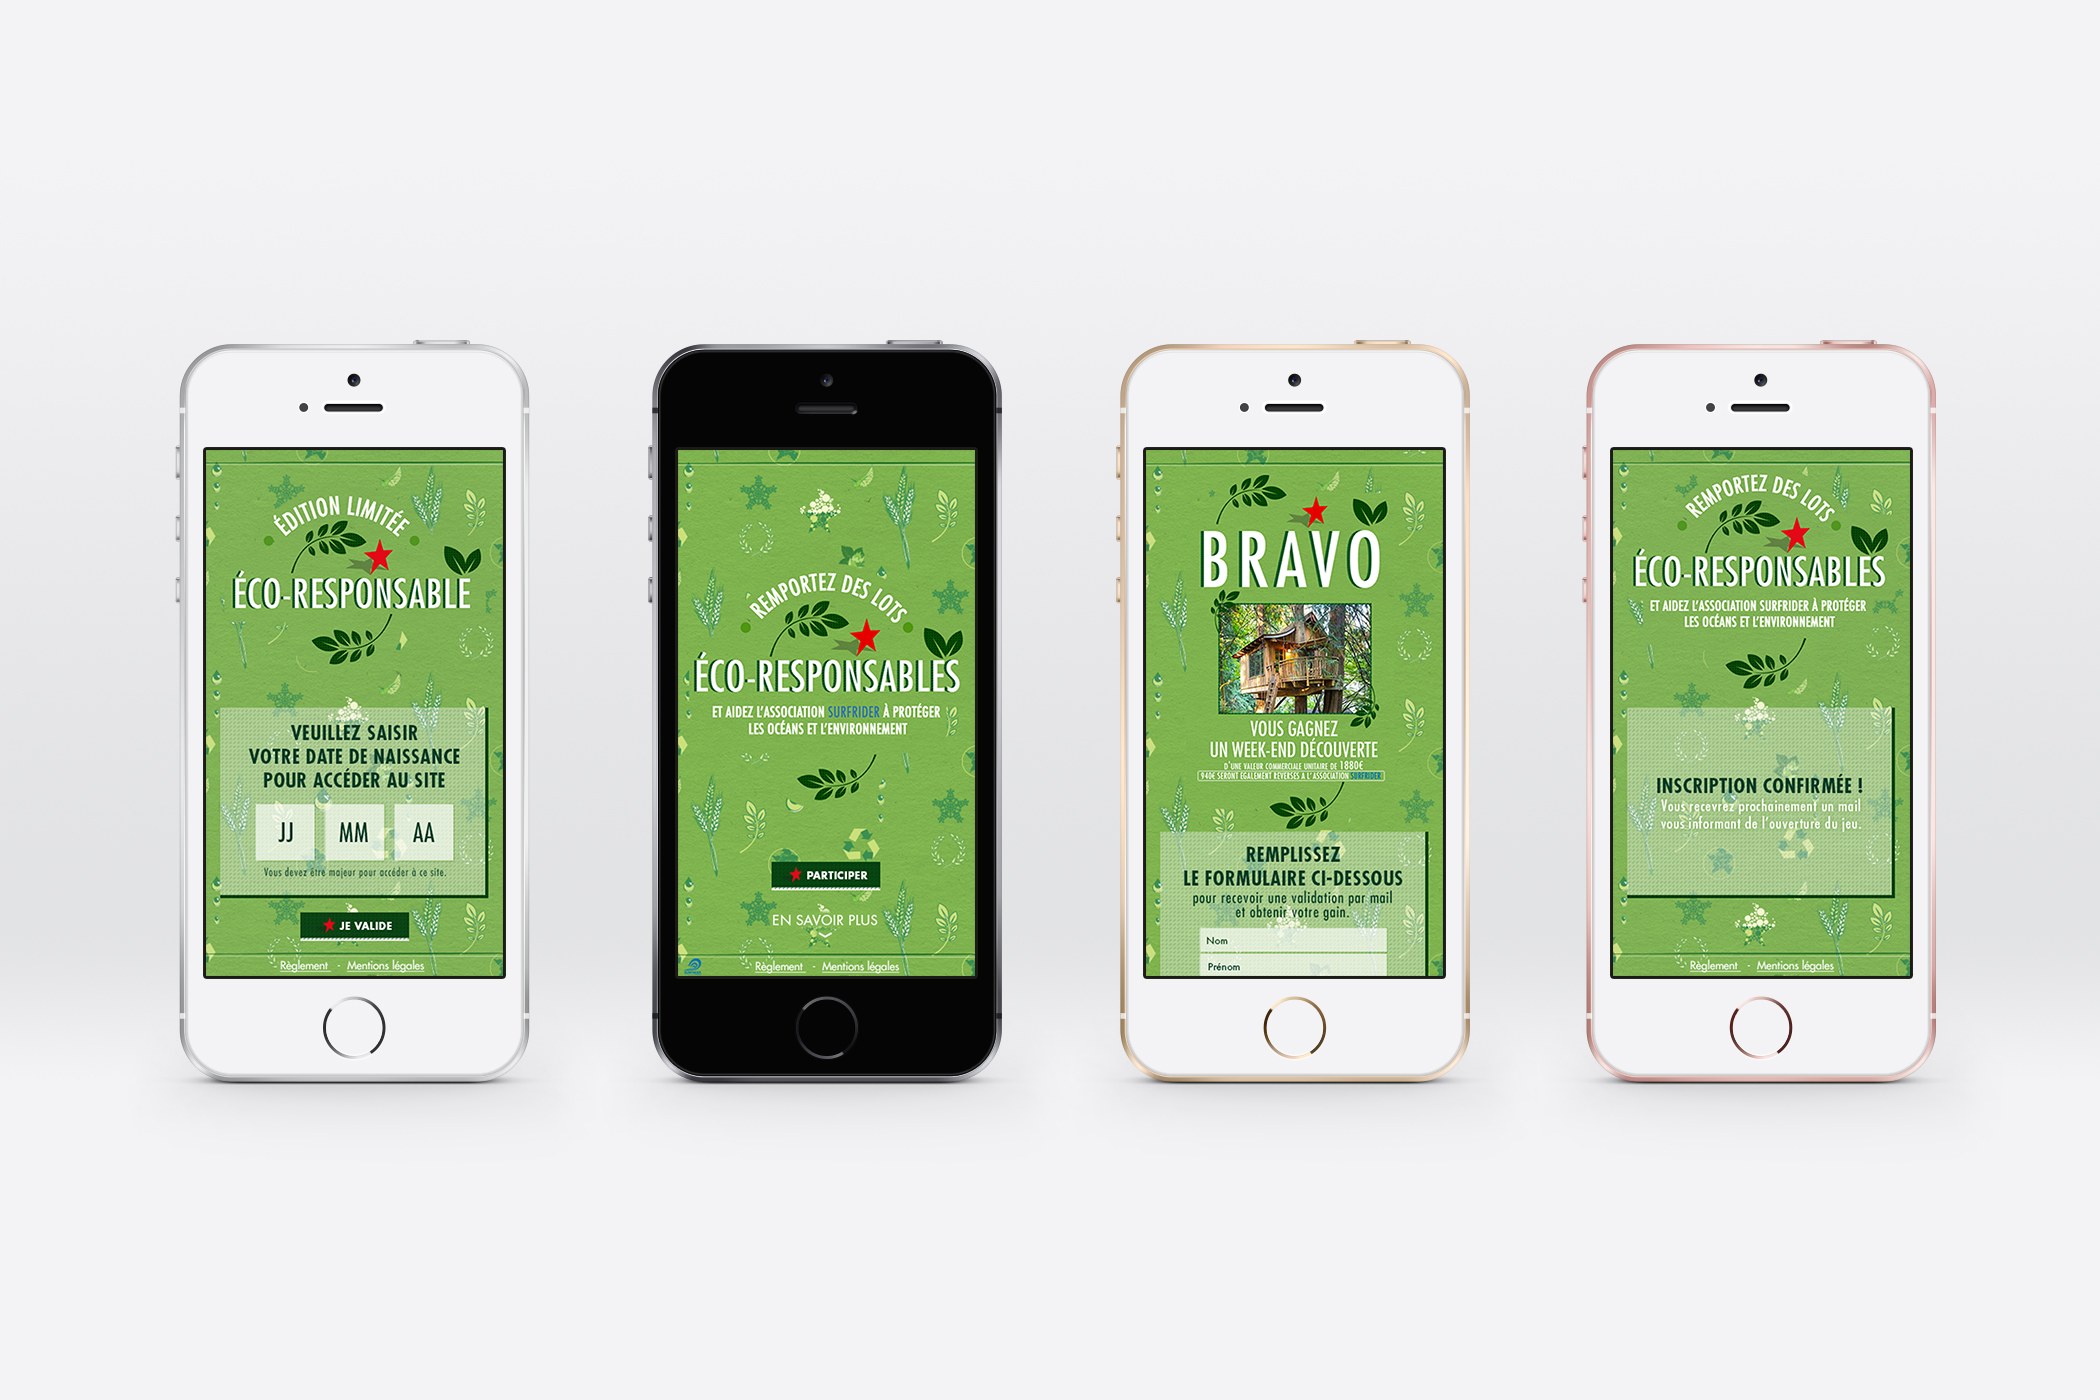 ÉDITION LIMITÉE
ÉCO-RESPONSABLE
VEUILLEZ SAISIR
VOTRE DATE DE NAISSANCE
POUR ACCÉDER AU SITE
JJ MM AA
Vous devez être majeur pour accéder à ce site.
JE VALIDE
Règlement - Mentions légales
REMPORTEZ DES LOTS
ÉCO-RESPONSABLES
ET AIDEZ L'ASSOCIATION SURFRIDER À PROTÉGER
LES OCÉANS ET L'ENVIRONNEMENT
PARTICIPER
EN SAVOIR PLUS
Règlement - Mentions légales
BRAVO
VOUS GAGNEZ
UN WEEK-END DÉCOUVERTE
D'UNE VALEUR COMMERCIALE UNITAIRE DE 1880€
940€ SERONT EGALEMENT REVERSES A L'ASSOCIATION SURFRIDER
REMPLISSEZ
LE FORMULAIRE CI-DESSOUS
pour recevoir une validation par mail
et obtenir votre gain.
Nom
Prénom
REMPORTEZ DES LOTS
ÉCO-RESPONSABLES
ET AIDEZ L'ASSOCIATION SURFRIDER À PROTÉGER
LES OCÉANS ET L'ENVIRONNEMENT
INSCRIPTION CONFIRMÉE !
Vous recevrez prochainement un mail
vous informant de l'ouverture du jeu.
Règlement - Mentions légales